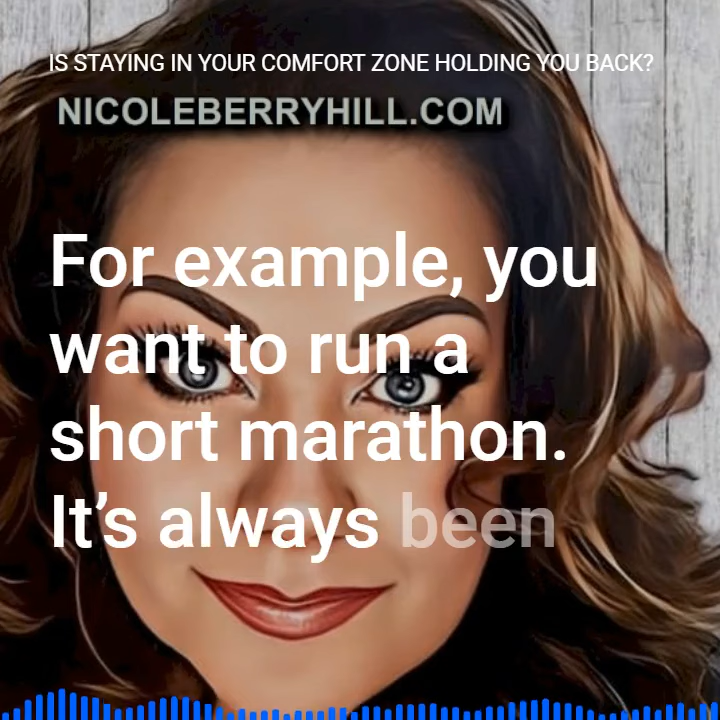 IS STAYING IN YOUR COMFORT ZONE HOLDING YOU BACK?
NICOLEBERRYHILL.COM
For example, you
want to run a
short marathon.
It’s always been